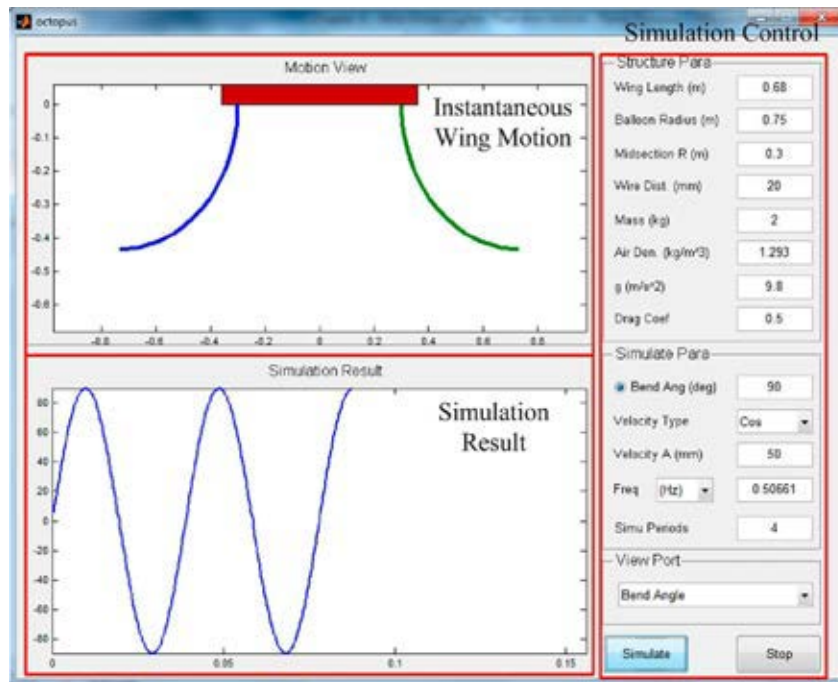 octopus
Simulation Control
Motion View
Instantaneous
Wing Motion
0
-0.1
-0.2
-0.3
-0.4
-0.5
-0.6
-0.8
-0.6
-0.4
-0.2
0
0.2
0.4
0.6
0.8
Simulation Result
Simulation
Result
80
60
40
20
0
-20
-40
-60
-80
0
0.05
0.1
0.15
Structure Para
Wing Length (m) 0.68
Balloon Radius (m) 0.75
Midsection R (m) 0.3
Wire Dist. (mm) 20
Mass (kg) 2
Air Den. (kg/m^3) 1.293
g (m/s^2) 9.8
Drag Coef 0.5
Simulate Para
Bend Ang (deg) 90
Velocity Type Cos
Velocity A (mm) 50
Freq (Hz) 0.50661
Simu Periods 4
View Port
Bend Angle
Simulate Stop